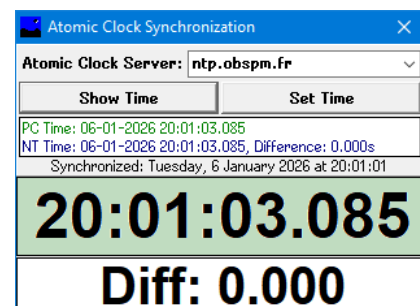 Atomic Clock Synchronization
Atomic Clock Server: ntp.obspm.fr
Show Time Set Time
PC Time: 06-01-2026 20:01:03.085
NT Time: 06-01-2026 20:01:03.085, Difference: 0.000s
Synchronized: Tuesday, 6 January 2026 at 20:01:01
20:01:03.085
Diff: 0.000